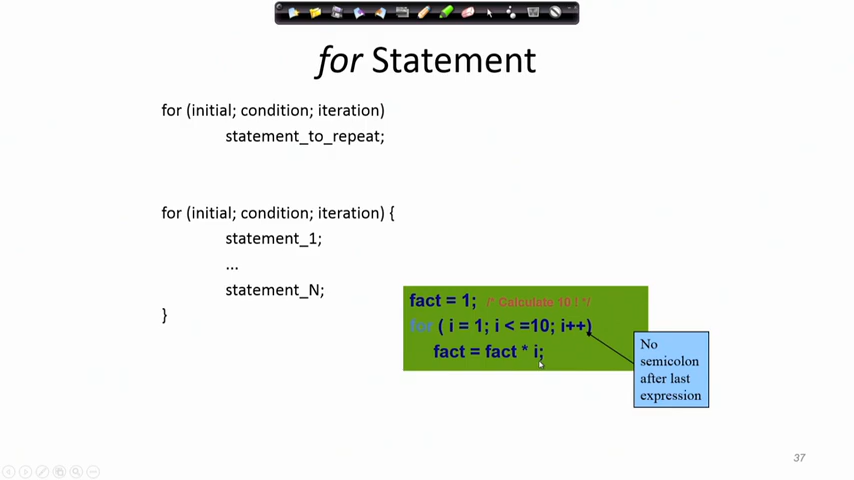 for Statement
for (initial; condition; iteration)
statement_to_repeat;
for (initial; condition; iteration) {
statement_1;
...
statement_N;
}
fact = 1; /* Calculate 10 ! */
for ( i = 1; i < =10; i++)
fact = fact * i;
No
semicolon
after last
expression
37